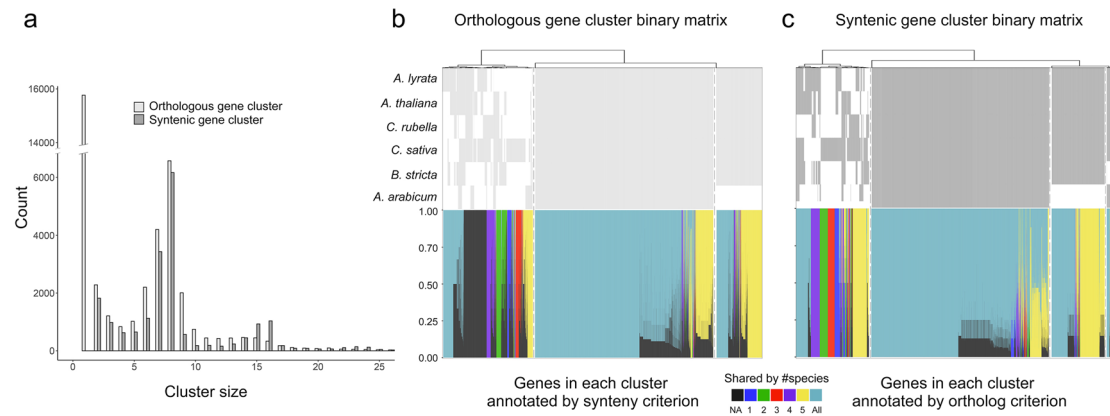 a
Orthologous gene cluster
Syntenic gene cluster
Count
16000
14000
6000
4000
2000
0
0 5 10 15 20 25
Cluster size
b Orthologous gene cluster binary matrix
A. lyrata
A. thaliana
C. rubella
C. sativa
B. stricta
A. arabicum
1.00
0.75
0.50
0.25
0.00
Genes in each cluster
annotated by synteny criterion
Shared by #species
NA 1 2 3 4 5 All
c Syntenic gene cluster binary matrix
Genes in each cluster
annotated by ortholog criterion